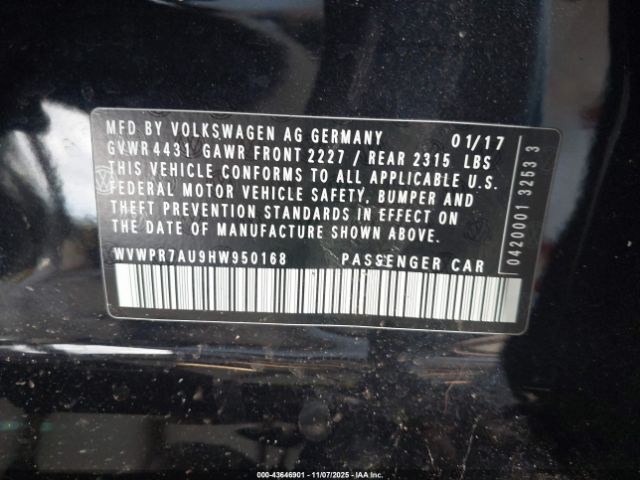 MFD BY VOLKSWAGEN AG GERMANY 01/17
GVWR 4431 GAWR FRONT 2227 / REAR 2315 LBS
THIS VEHICLE CONFORMS TO ALL APPLICABLE U.S.
FEDERAL MOTOR VEHICLE SAFETY, BUMPER AND
THEFT PREVENTION STANDARDS IN EFFECT ON
THE DATE OF MANUFACTURE SHOWN ABOVE.
WVWPR7AU9HW950168 PASSENGER CAR
0420001 3253 3
000-43646901 - 11/07/2025 - IAAI.COM